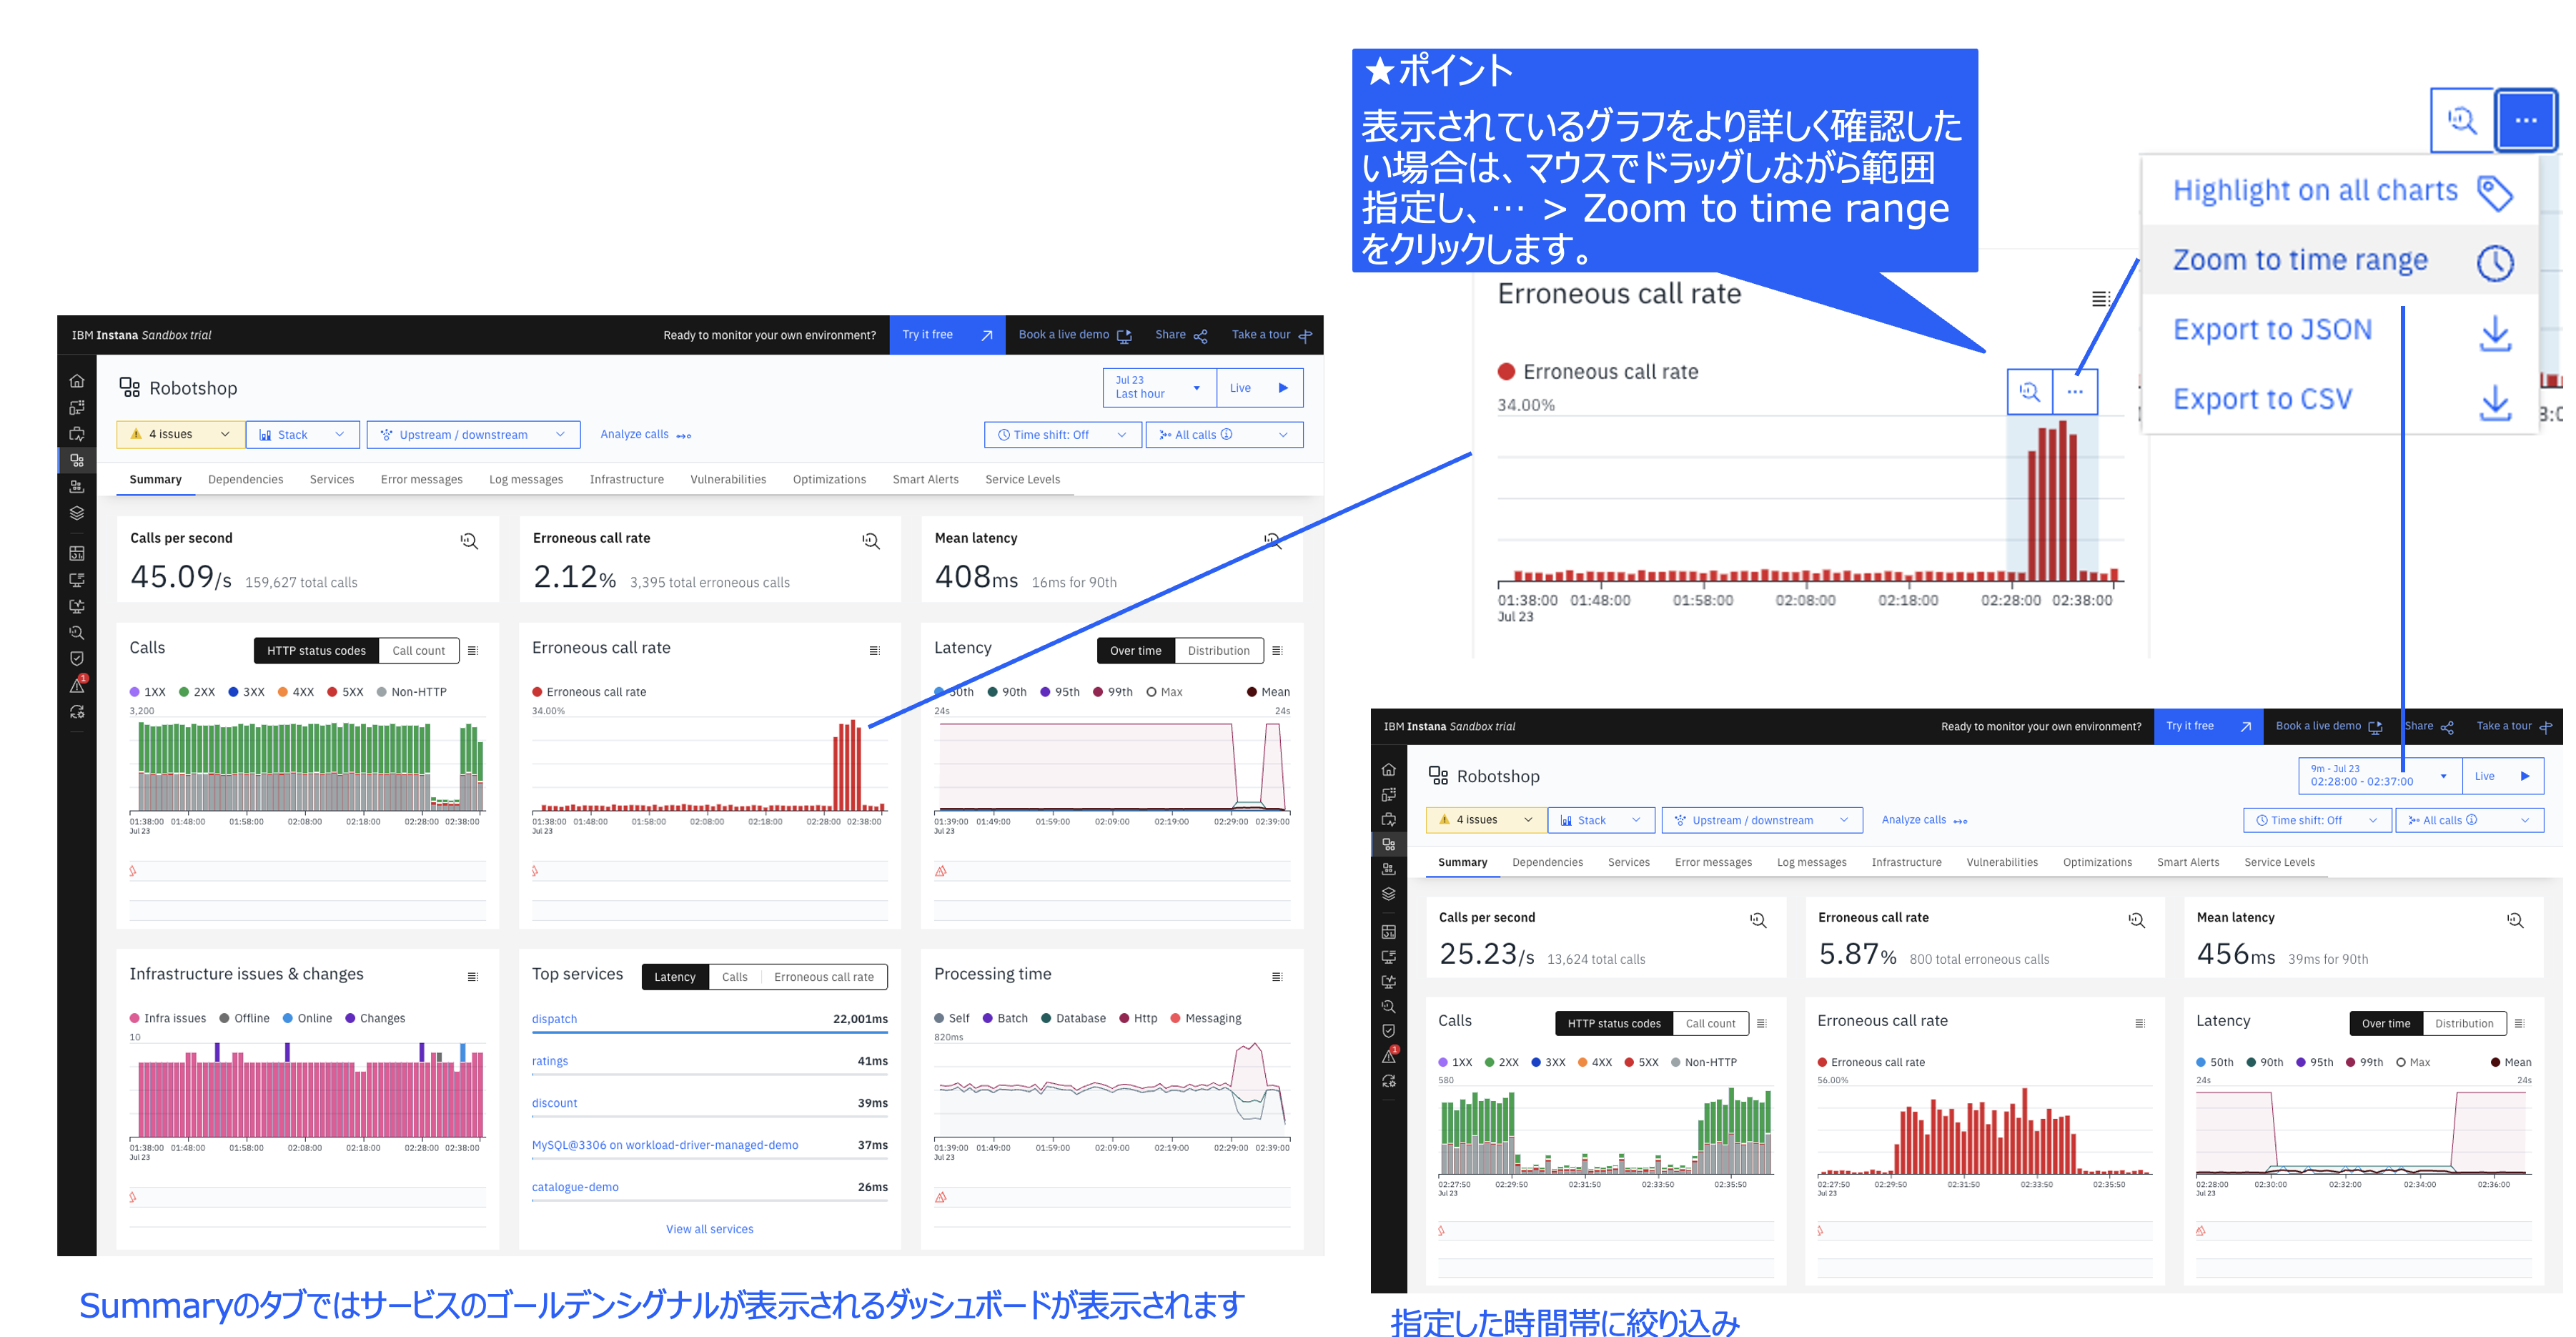 ★ポイント
表示されているグラフをより詳しく確認した
い場合は、マウスでドラッグしながら範囲
指定し、… > Zoom to time range
をクリックします。
Highlight on all charts
Zoom to time range
Export to JSON
Export to CSV
Erroneous call rate
Erroneous call rate
34.00%
01:38:00 01:48:00 01:58:00 02:08:00 02:18:00 02:28:00 02:38:00
Jul 23
IBM Instana Sandbox trial Ready to monitor your own environment? Try it free Book a live demo Share Take a tour
Robotshop
Jul 23
Last hour
Live
4 issues Stack Upstream / downstream Analyze calls Time shift: Off All calls
Summary Dependencies Services Error messages Log messages Infrastructure Vulnerabilities Optimizations Smart Alerts Service Levels
Calls per second
45.09/s 159,627 total calls
Erroneous call rate
2.12% 3,395 total erroneous calls
Mean latency
408ms 16ms for 90th
Calls HTTP status codes Call count
1XX 2XX 3XX 4XX 5XX Non-HTTP
3,200
01:38:00 01:48:00 01:58:00 02:08:00 02:18:00 02:28:00 02:38:00
Jul 23
Erroneous call rate
Erroneous call rate
34.00%
01:38:00 01:48:00 01:58:00 02:08:00 02:18:00 02:28:00 02:38:00
Jul 23
Latency Over time Distribution
50th 90th 95th 99th Max Mean
24s 24s
01:39:00 01:49:00 01:59:00 02:09:00 02:19:00 02:29:00 02:39:00
Jul 23
Infrastructure issues & changes
Infra issues Offline Online Changes
10
01:38:00 01:48:00 01:58:00 02:08:00 02:18:00 02:28:00 02:38:00
Jul 23
Top services Latency Calls Erroneous call rate
dispatch 22,001ms
ratings 41ms
discount 39ms
MySQL@3306 on workload-driver-managed-demo 37ms
catalogue-demo 26ms
View all services
Processing time
Self Batch Database Http Messaging
820ms
01:39:00 01:49:00 01:59:00 02:09:00 02:19:00 02:29:00 02:39:00
Jul 23
1
Summaryのタブではサービスのゴールデンシグナルが表示されるダッシュボードが表示されます
IBM Instana Sandbox trial Ready to monitor your own environment? Try it free Book a live demo Share Take a tour
Robotshop
9m - Jul 23
02:28:00 - 02:37:00
Live
4 issues Stack Upstream / downstream Analyze calls Time shift: Off All calls
Summary Dependencies Services Error messages Log messages Infrastructure Vulnerabilities Optimizations Smart Alerts Service Levels
Calls per second
25.23/s 13,624 total calls
Erroneous call rate
5.87% 800 total erroneous calls
Mean latency
456ms 39ms for 90th
Calls HTTP status codes Call count
1XX 2XX 3XX 4XX 5XX Non-HTTP
580
02:27:50 02:29:50 02:31:50 02:33:50 02:35:50
Jul 23
Erroneous call rate
Erroneous call rate
56.00%
02:27:50 02:29:50 02:31:50 02:33:50 02:35:50
Jul 23
Latency Over time Distribution
50th 90th 95th 99th Max Mean
24s 24s
02:28:00 02:30:00 02:32:00 02:34:00 02:36:00
Jul 23
1
指定した時間帯に絞り込み